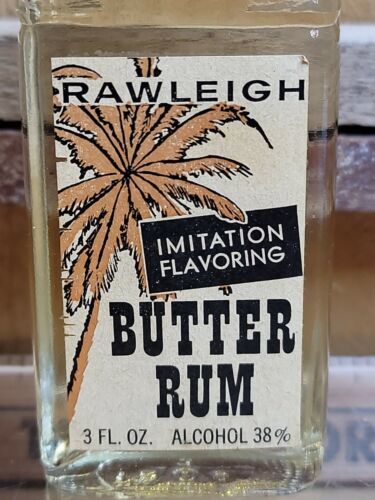 RAWLEIGH
IMITATION
FLAVORING
BUTTER
RUM
3 FL. OZ. ALCOHOL 38%